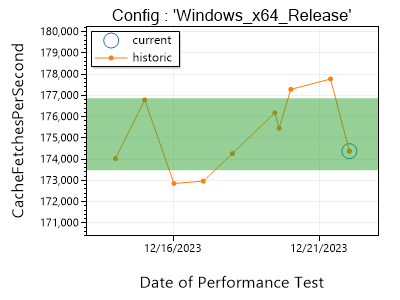 Config : 'Windows_x64_Release'
180,000
179,000
178,000
177,000
176,000
175,000
174,000
173,000
172,000
171,000
CacheFetchesPerSecond
current
historic
12/16/2023
12/21/2023
Date of Performance Test